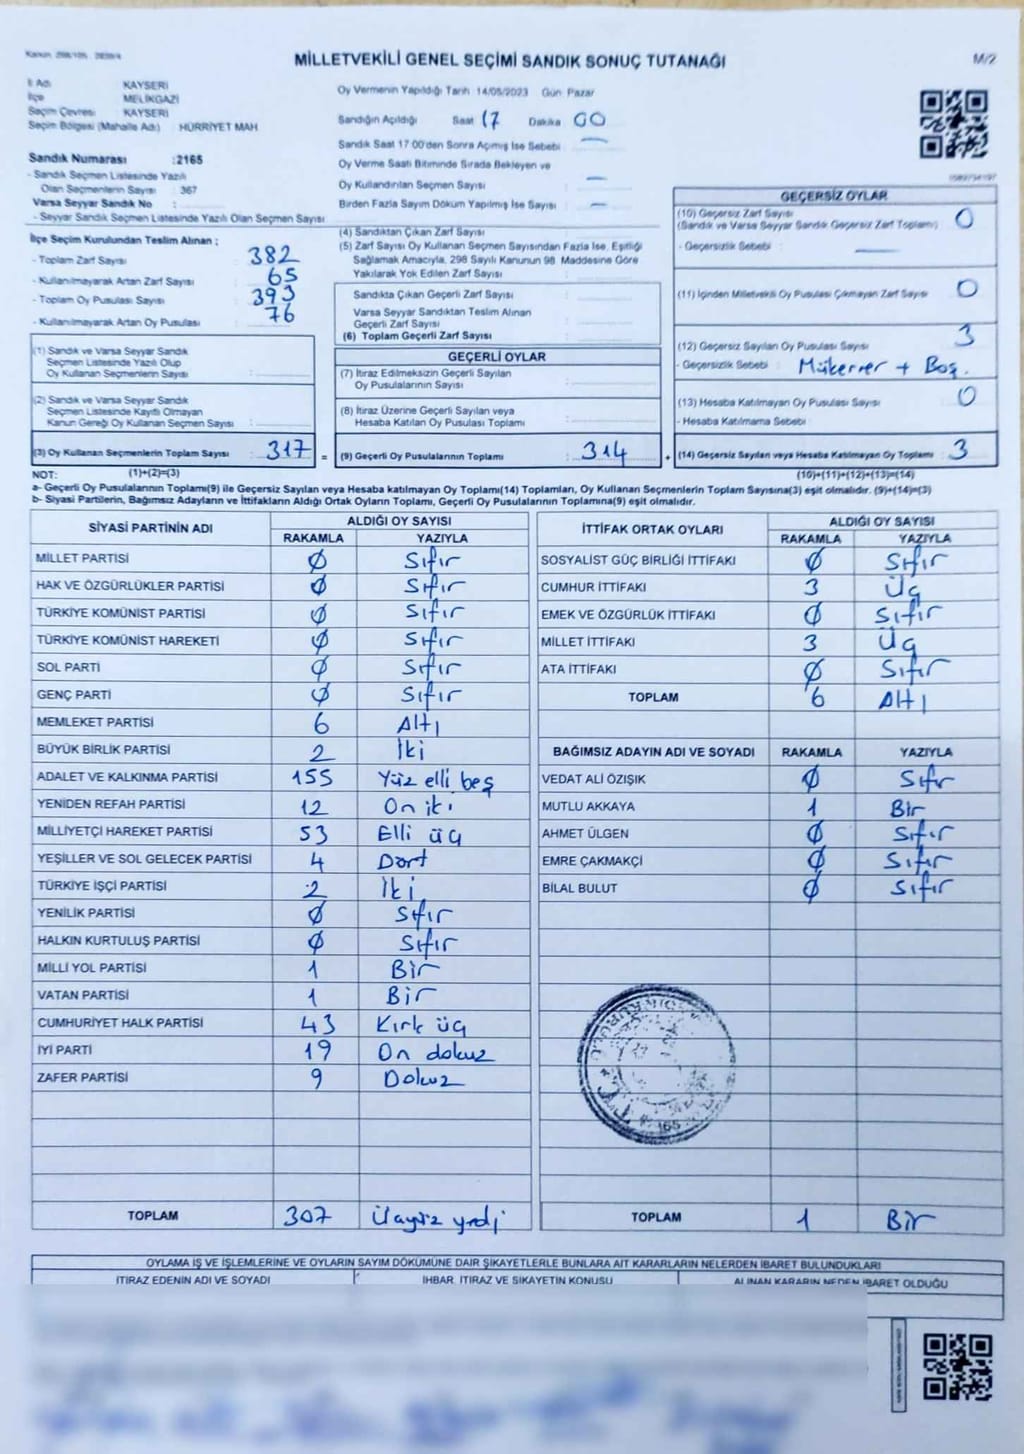 Kanun: 298/105, 2839/4
MİLLETVEKİLİ GENEL SEÇİMİ SANDIK SONUÇ TUTANAĞI
M/2
İl Adı KAYSERİ
İlçe MELİKGAZİ
Seçim Çevresi KAYSERİ
Seçim Bölgesi (Mahalle Adı) HÜRRİYET MAH
Oy Vermenin Yapıldığı Tarih 14/05/2023 Gün Pazar
Sandığın Açıldığı Saat 17 Dakika 00
Sandık Saat 17:00'den Sonra Açımış İse Sebebi : —
Oy Verme Saati Bitiminde Sırada Bekleyen ve
Oy Kullandırılan Seçmen Sayısı : —
Birden Fazla Sayım Döküm Yapılmış İse Sayısı : —
Sandık Numarası :2165
- Sandık Seçmen Listesinde Yazılı
Olan Seçmenlerin Sayısı : 367
Varsa Seyyar Sandık No :
- Seyyar Sandık Seçmen Listesinde Yazılı Olan Seçmen Sayısı :
İlçe Seçim Kurulundan Teslim Alınan ;
- Toplam Zarf Sayısı : 382
- Kullanılmayarak Artan Zarf Sayısı : 65
- Toplam Oy Pusulası Sayısı : 393
- Kullanılmayarak Artan Oy Pusulası : 76
(4) Sandıktan Çıkan Zarf Sayısı :
(5) Zarf Sayısı Oy Kullanan Seçmen Sayısından Fazla İse, Eşitliği
Sağlamak Amacıyla, 298 Sayılı Kanunun 98. Maddesine Göre
Yakılarak Yok Edilen Zarf Sayısı :
Sandıkta Çıkan Geçerli Zarf Sayısı :
Varsa Seyyar Sandıktan Teslim Alınan
Geçerli Zarf Sayısı :
(6) Toplam Geçerli Zarf Sayısı :
GEÇERLİ OYLAR
(7) İtiraz Edilmeksizin Geçerli Sayılan
Oy Pusulalarının Sayısı :
(8) İtiraz Üzerine Geçerli Sayılan veya
Hesaba Katılan Oy Pusulası Toplamı :
(9) Geçerli Oy Pusulalarının Toplamı : 314
GEÇERSİZ OYLAR
(10) Geçersiz Zarf Sayısı 0
(Sandık ve Varsa Seyyar Sandık Geçersiz Zarf Toplamı) :
- Geçersizlik Sebebi : —
(11) İçinden Milletvekili Oy Pusulası Çıkmayan Zarf Sayısı : 0
(12) Geçersiz Sayılan Oy Pusulası Sayısı : 3
- Geçersizlik Sebebi : Mükerrer + Boş.
(13) Hesaba Katılmayan Oy Pusulası Sayısı : 0
- Hesaba Katılmama Sebebi
(14) Geçersiz Sayılan veya Hesaba Katılmayan Oy Toplamı : 3
(10)+(11)+(12)+(13)=(14)
(1) Sandık ve Varsa Seyyar Sandık
Seçmen Listesinde Yazılı Olup
Oy Kullanan Seçmenlerin Sayısı :
(2) Sandık ve Varsa Seyyar Sandık
Seçmen Listesinde Kayıtlı Olmayan
Kanun Gereği Oy Kullanan Seçmen Sayısı :
(3) Oy Kullanan Seçmenlerin Toplam Sayısı : 317
NOT: (1)+(2)=(3)
a- Geçerli Oy Pusulalarının Toplamı(9) ile Geçersiz Sayılan veya Hesaba katılmayan Oy Toplamı(14) Toplamları, Oy Kullanan Seçmenlerin Toplam Sayısına(3) eşit olmalıdır. (9)+(14)=(3)
b- Siyasi Partilerin, Bağımsız Adayların ve İttifakların Aldığı Ortak Oyların Toplamı, Geçerli Oy Pusulalarının Toplamına(9) eşit olmalıdır.
SİYASİ PARTİNİN ADI ALDIĞI OY SAYISI
RAKAMLA YAZIYLA
MİLLET PARTİSİ Ø Sıfır
HAK VE ÖZGÜRLÜKLER PARTİSİ Ø Sıfır
TÜRKİYE KOMÜNİST PARTİSİ Ø Sıfır
TÜRKİYE KOMÜNİST HAREKETİ Ø Sıfır
SOL PARTİ Ø Sıfır
GENÇ PARTİ Ø Sıfır
MEMLEKET PARTİSİ 6 Altı
BÜYÜK BİRLİK PARTİSİ 2 İki
ADALET VE KALKINMA PARTİSİ 155 Yüz elli beş
YENİDEN REFAH PARTİSİ 12 On iki
MİLLİYETÇİ HAREKET PARTİSİ 53 Elli üç
YEŞİLLER VE SOL GELECEK PARTİSİ 4 Dört
TÜRKİYE İŞÇİ PARTİSİ 2 İki
YENİLİK PARTİSİ Ø Sıfır
HALKIN KURTULUŞ PARTİSİ Ø Sıfır
MİLLİ YOL PARTİSİ 1 Bir
VATAN PARTİSİ 1 Bir
CUMHURİYET HALK PARTİSİ 43 Kırk üç
İYİ PARTİ 19 On dokuz
ZAFER PARTİSİ 9 Dokuz
TOPLAM 307 Üçyüz yedi
İTTİFAK ORTAK OYLARI ALDIĞI OY SAYISI
RAKAMLA YAZIYLA
SOSYALİST GÜÇ BİRLİĞİ İTTİFAKI Ø Sıfır
CUMHUR İTTİFAKI 3 Üç
EMEK VE ÖZGÜRLÜK İTTİFAKI Ø Sıfır
MİLLET İTTİFAKI 3 Üç
ATA İTTİFAKI Ø Sıfır
TOPLAM 6 Altı
BAĞIMSIZ ADAYIN ADI VE SOYADI RAKAMLA YAZIYLA
VEDAT ALİ ÖZIŞIK Ø Sıfır
MUTLU AKKAYA 1 Bir
AHMET ÜLGEN Ø Sıfır
EMRE ÇAKMAKÇİ Ø Sıfır
BİLAL BULUT Ø Sıfır
TOPLAM 1 Bir
OYLAMA İŞ VE İŞLEMLERİNE VE OYLARIN SAYIM DÖKÜMÜNE DAİR ŞİKAYETLERLE BUNLARA AİT KARARLARIN NELERDEN İBARET BULUNDUKLARI
İTİRAZ EDENİN ADI VE SOYADI İHBAR, İTİRAZ VE ŞİKAYETİN KONUSU ALINAN KARARIN NEDEN İBARET OLDUĞU